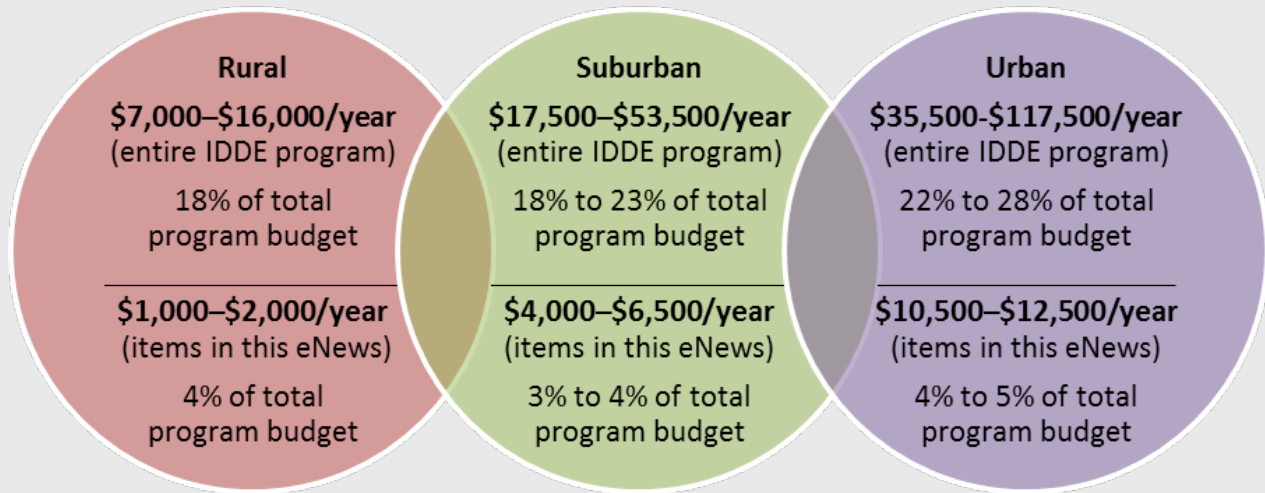 Rural
$7,000–$16,000/year
(entire IDDE program)
18% of total
program budget
$1,000–$2,000/year
(items in this eNews)
4% of total
program budget
Suburban
$17,500–$53,500/year
(entire IDDE program)
18% to 23% of total
program budget
$4,000–$6,500/year
(items in this eNews)
3% to 4% of total
program budget
Urban
$35,500-$117,500/year
(entire IDDE program)
22% to 28% of total
program budget
$10,500–$12,500/year
(items in this eNews)
4% to 5% of total
program budget